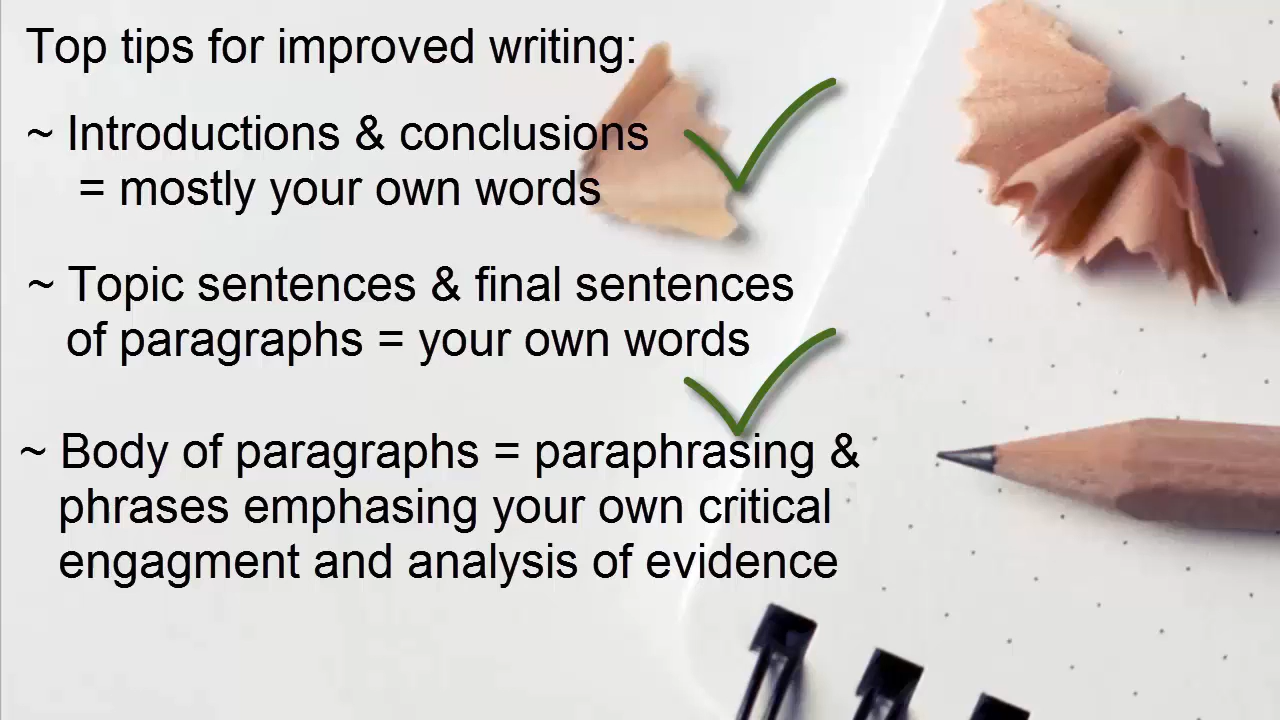 Top tips for improved writing:
~ Introductions & conclusions
= mostly your own words
~ Topic sentences & final sentences
of paragraphs = your own words
~ Body of paragraphs = paraphrasing &
phrases emphasing your own critical
engagment and analysis of evidence